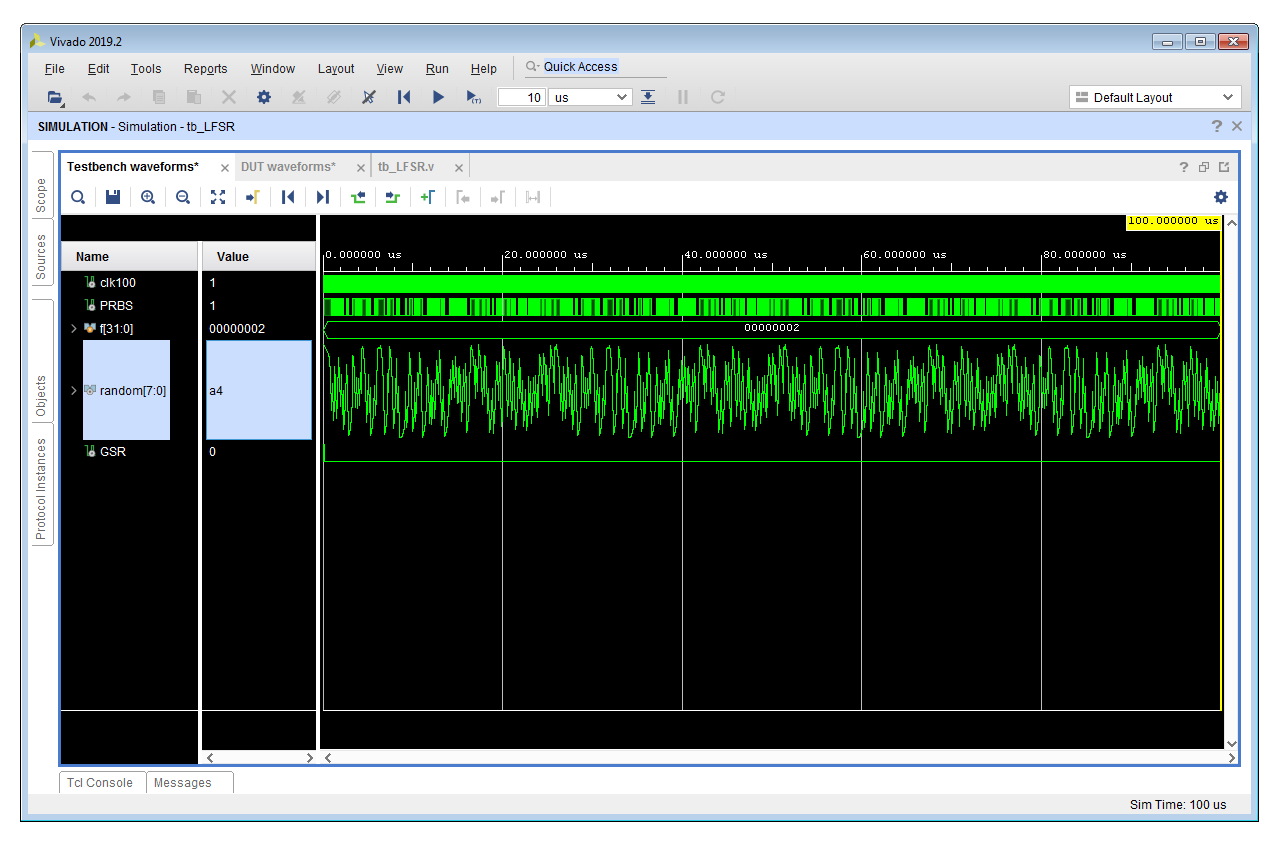 Vivado 2019.2
File Edit Tools Reports Window Layout View Run Help Quick Access
(T) 10 us Default Layout
SIMULATION - Simulation - tb_LFSR
Testbench waveforms* DUT waveforms* tb_LFSR.v
Scope
Sources
Objects
Protocol Instances
100.000000 us
Name Value 0.000000 us 20.000000 us 40.000000 us 60.000000 us 80.000000 us
clk100 1
PRBS 1
f[31:0] 00000002 00000002
random[7:0] a4
GSR 0
Tcl Console Messages
Sim Time: 100 us